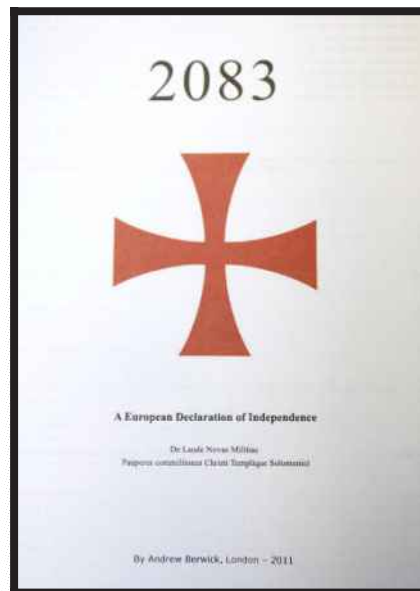 2083
A European Declaration of Independence
De Laude Novae Militiae
Pauperes commilitones Christi Templique Solomonici
By Andrew Berwick, London – 2011